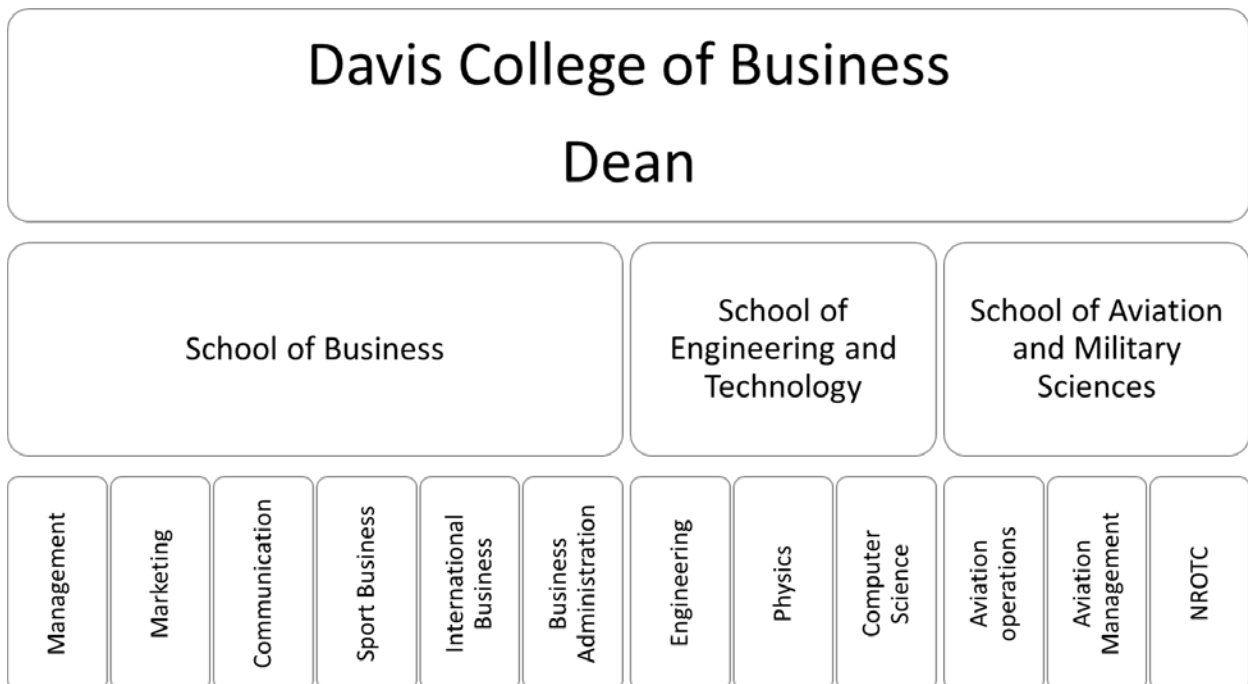 Davis College of Business
Dean
School of Business
School of
Engineering and
Technology
School of Aviation
and Military
Sciences
Management
Marketing
Communication
Sport Business
International
Business
Business
Administration
Engineering
Physics
Computer
Science
Aviation
operations
Aviation
Management
NROTC